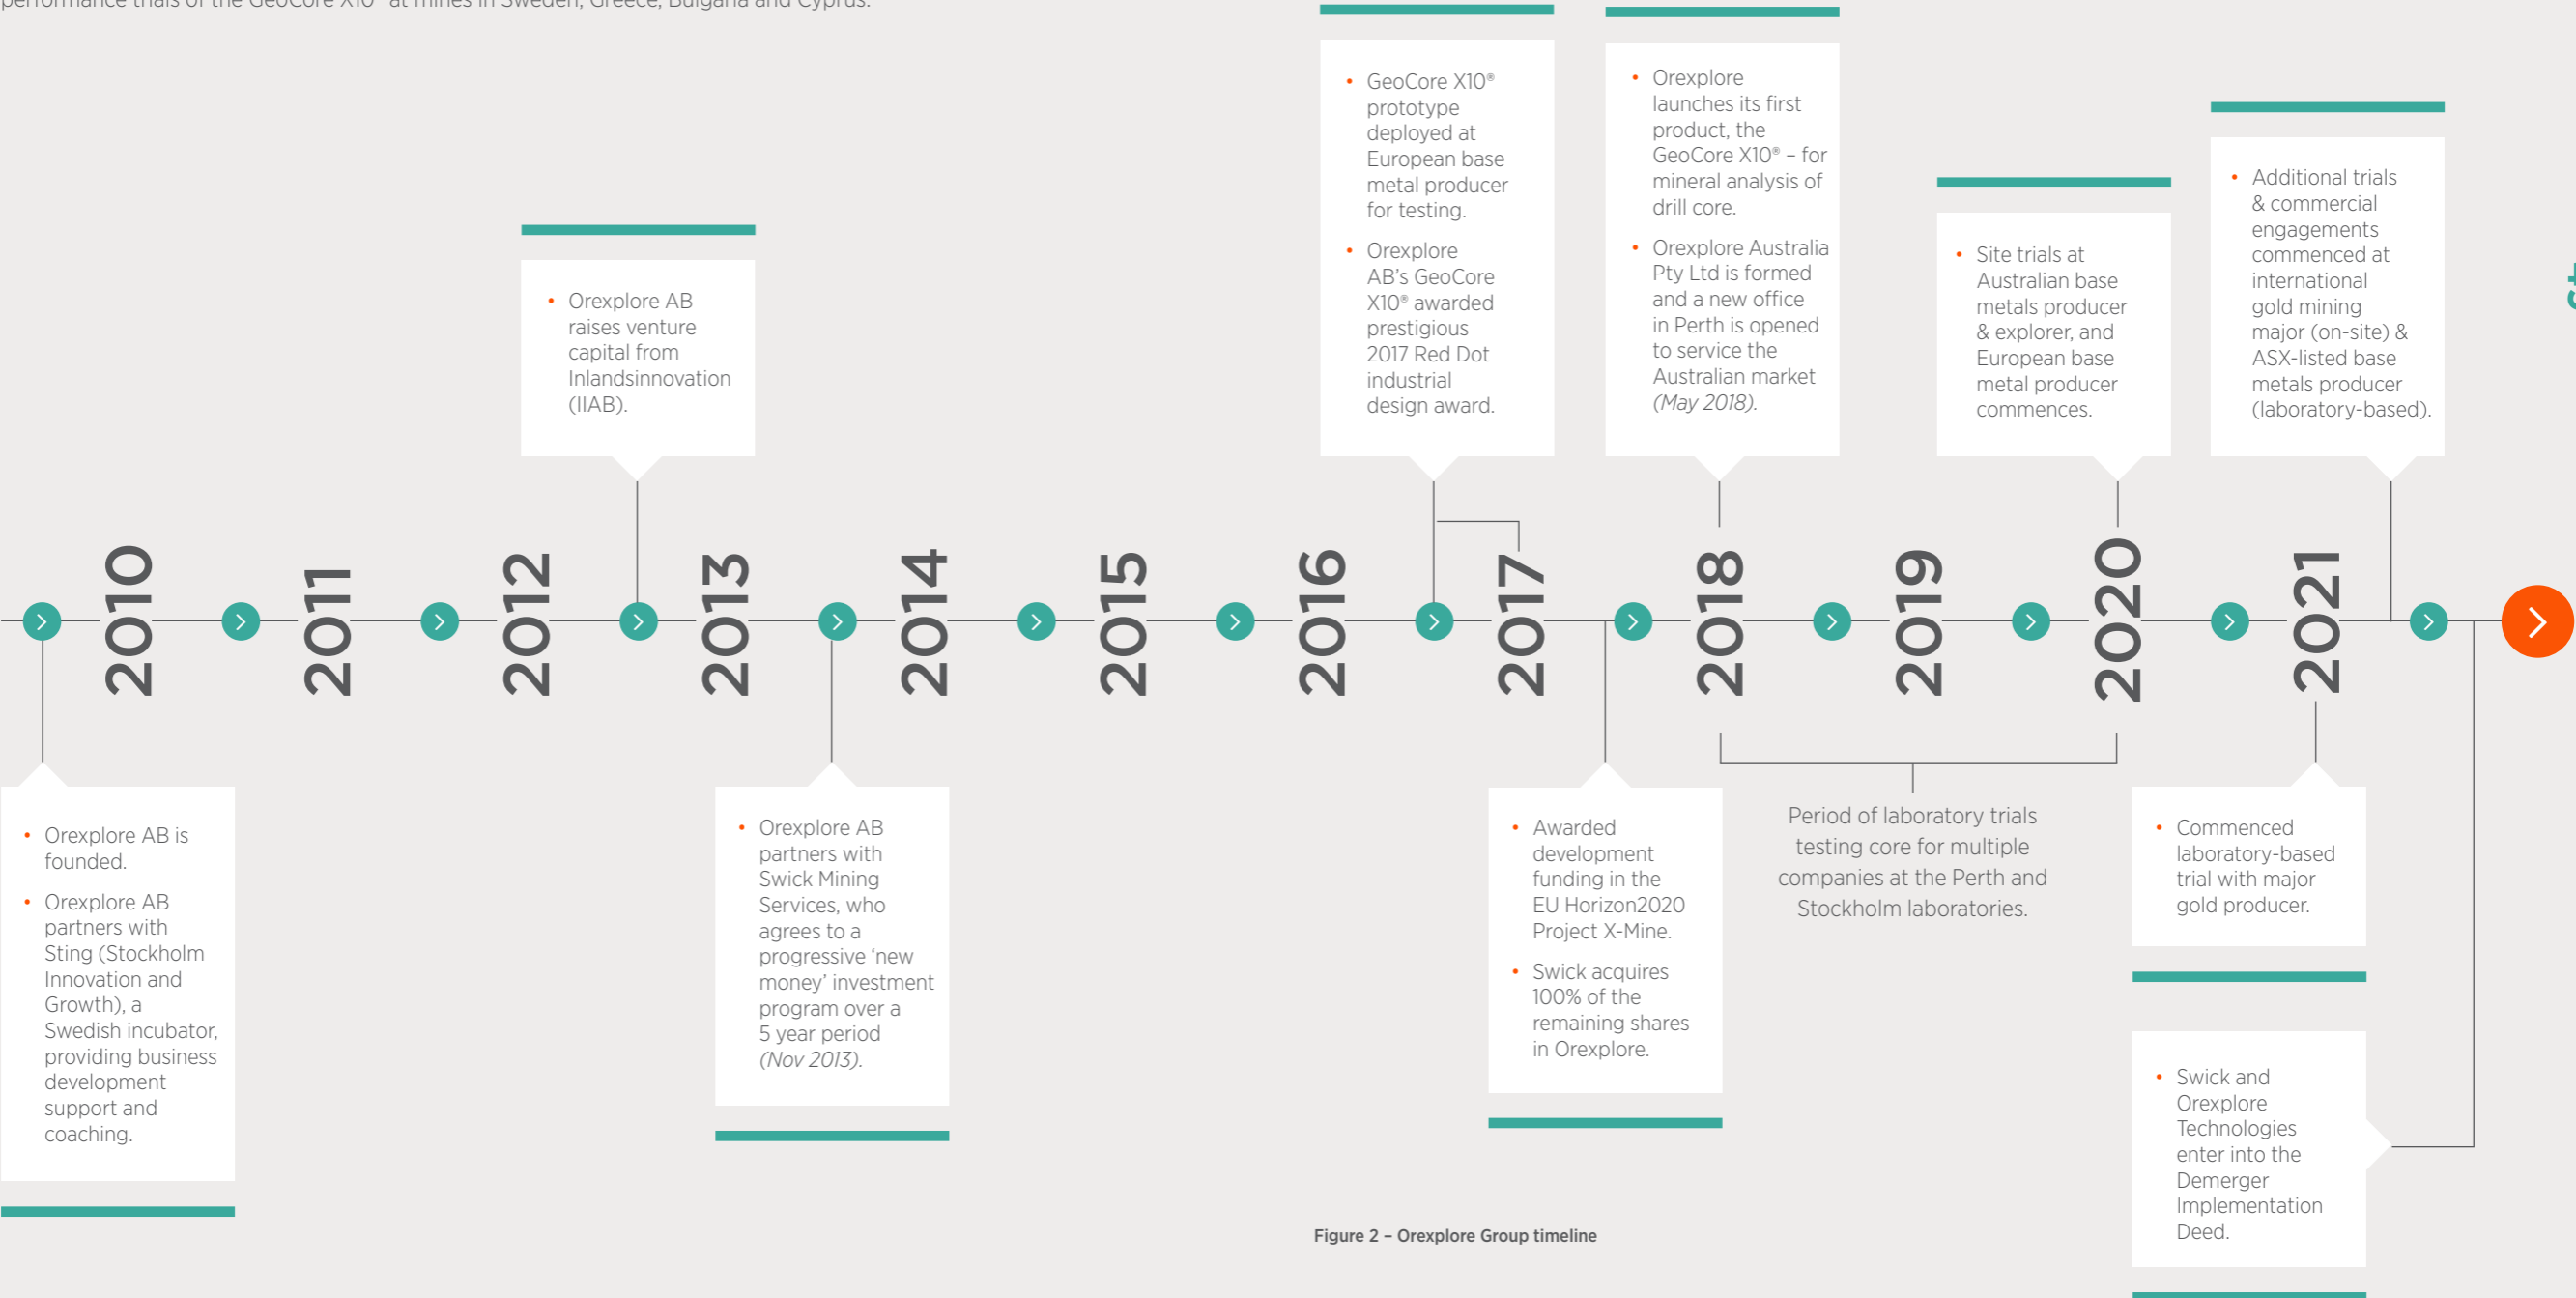 performance trials of the GeoCore X10® at mines in Sweden, Greece, Bulgaria and Cyprus.
• GeoCore X10®
prototype
deployed at
European base
metal producer
for testing.
• Orexplore
AB's GeoCore
X10® awarded
prestigious
2017 Red Dot
industrial
design award.
• Orexplore
launches its first
product, the
GeoCore X10® – for
mineral analysis of
drill core.
• Orexplore Australia
Pty Ltd is formed
and a new office
in Perth is opened
to service the
Australian market
(May 2018).
• Additional trials
& commercial
engagements
commenced at
international
gold mining
major (on-site) &
ASX-listed base
metals producer
(laboratory-based).
• Site trials at
Australian base
metals producer
& explorer, and
European base
metal producer
commences.
• Orexplore AB
raises venture
capital from
Inlandsinnovation
(IIAB).
2010
2011
2012
2013
2014
2015
2016
2017
2018
2019
2020
2021
• Orexplore AB is
founded.
• Orexplore AB
partners with
Sting (Stockholm
Innovation and
Growth), a
Swedish incubator,
providing business
development
support and
coaching.
• Orexplore AB
partners with
Swick Mining
Services, who
agrees to a
progressive ‘new
money’ investment
program over a
5 year period
(Nov 2013).
• Awarded
development
funding in the
EU Horizon2020
Project X-Mine.
• Swick acquires
100% of the
remaining shares
in Orexplore.
Period of laboratory trials
testing core for multiple
companies at the Perth and
Stockholm laboratories.
• Commenced
laboratory-based
trial with major
gold producer.
• Swick and
Orexplore
Technologies
enter into the
Demerger
Implementation
Deed.
Figure 2 – Orexplore Group timeline